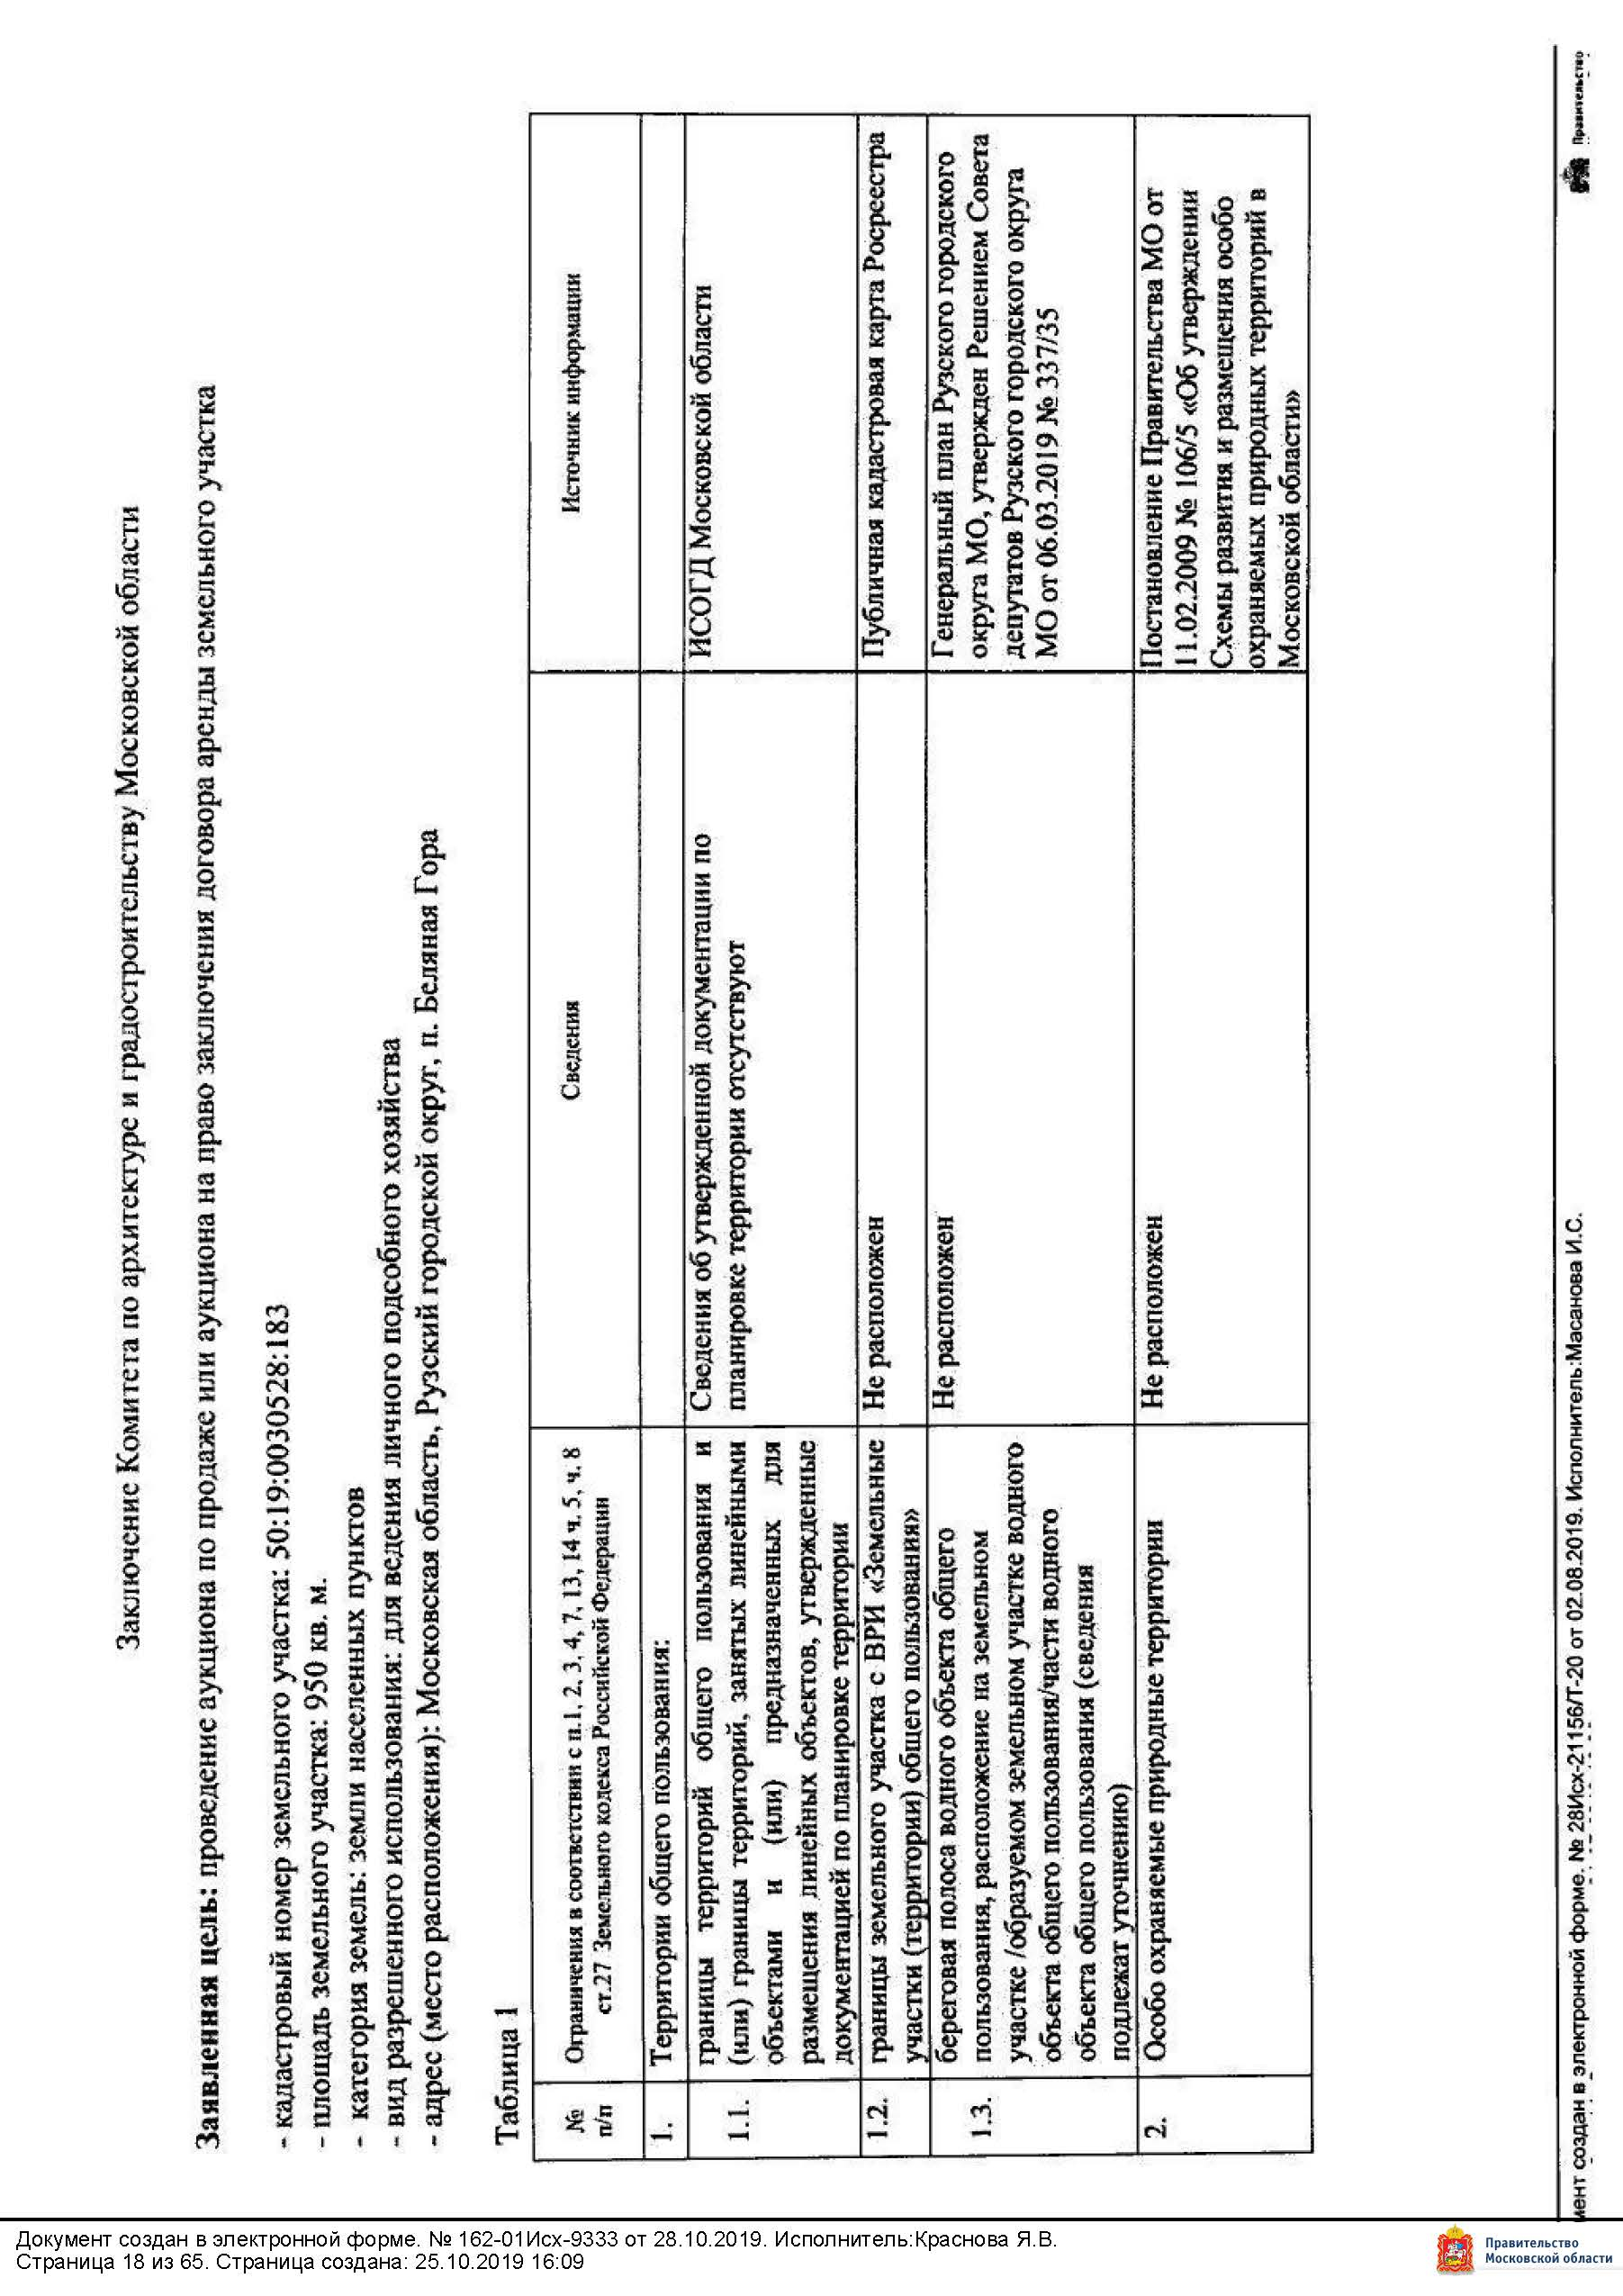 Заключение Комитета по архитектуре и градостроительству Московской области
Заявленная цель: проведение аукциона по продаже или аукциона на право заключения договора аренды земельного участка
- кадастровый номер земельного участка: 50:19:0030528:183
- площадь земельного участка: 950 кв. м.
- категория земель: земли населенных пунктов
- вид разрешенного использования: для ведения личного подсобного хозяйства
- адрес (место расположения): Московская область, Рузский городской округ, п. Беляная Гора
Таблица 1
№
п/п
Ограничения в соответствии с п.1, 2, 3, 4, 7, 13, 14 ч. 5, ч. 8
ст.27 Земельного кодекса Российской Федерации
Сведения
Источник информации
1.
Территории общего пользования:
1.1.
границы территорий общего пользования и
(или) границы территорий, занятых линейными
объектами и (или) предназначенных для
размещения линейных объектов, утвержденные
документацией по планировке территории
Сведения об утвержденной документации по
планировке территории отсутствуют
ИСОГД Московской области
1.2.
границы земельного участка с ВРИ «Земельные
участки (территории) общего пользования»
Не расположен
Публичная кадастровая карта Росреестра
1.3.
береговая полоса водного объекта общего
пользования, расположение на земельном
участке /образуемом земельном участке водного
объекта общего пользования/части водного
объекта общего пользования (сведения
подлежат уточнению)
Не расположен
Генеральный план Рузского городского
округа МО, утвержден Решением Совета
депутатов Рузского городского округа
МО от 06.03.2019 № 337/35
2.
Особо охраняемые природные территории
Не расположен
Постановление Правительства МО от
11.02.2009 № 106/5 «Об утверждении
Схемы развития и размещения особо
охраняемых природных территорий в
Московской области»
мент создан в электронной форме. № 28Исх-21156/Т-20 от 02.08.2019. Исполнитель:Масанова И.С.
Правительство
Документ создан в электронной форме. № 162-01Исх-9333 от 28.10.2019. Исполнитель:Краснова Я.В.
Страница 18 из 65. Страница создана: 25.10.2019 16:09
Правительство
Московской области